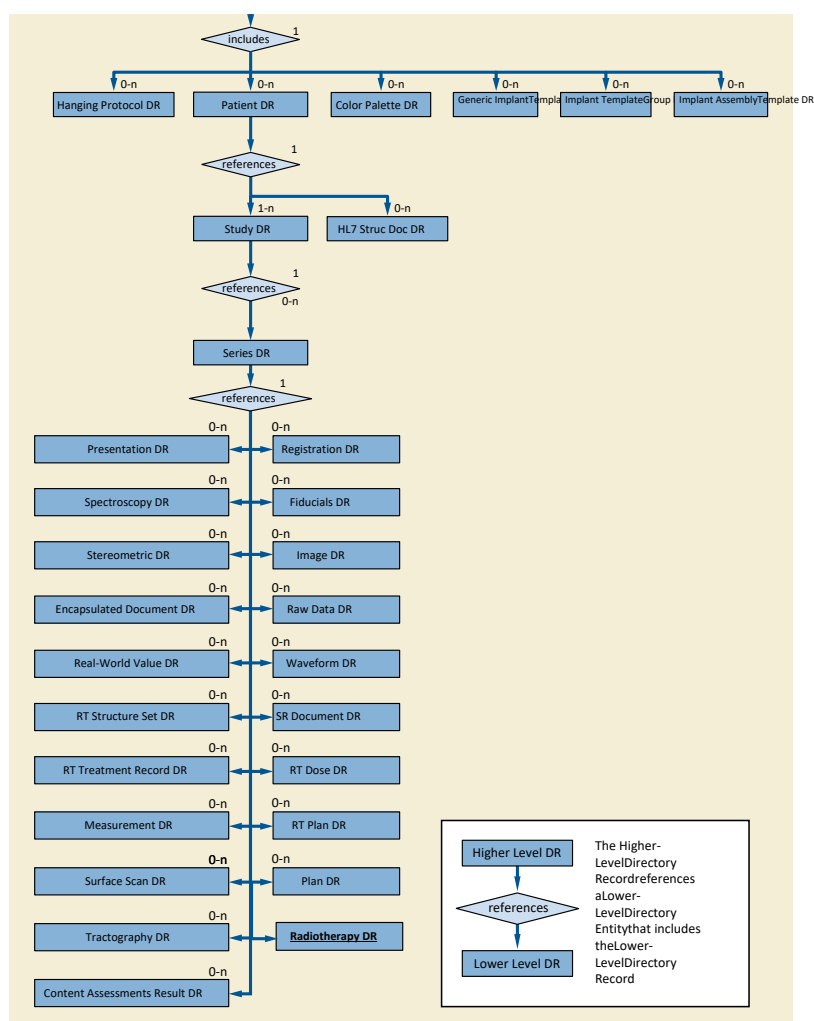 includes
1
0-n
0-n
0-n
0-n
0-n
0-n
Hanging Protocol DR
Patient DR
Color Palette DR
Generic ImplantTempla
Implant TemplateGroup
Implant AssemblyTemplate DR
1
references
1-n
0-n
Study DR
HL7 Struc Doc DR
1
references
0-n
Series DR
1
references
0-n
0-n
Presentation DR
Registration DR
0-n
0-n
Spectroscopy DR
Fiducials DR
0-n
0-n
Stereometric DR
Image DR
0-n
0-n
Encapsulated Document DR
Raw Data DR
0-n
0-n
Real-World Value DR
Waveform DR
0-n
0-n
RT Structure Set DR
SR Document DR
0-n
0-n
RT Treatment Record DR
RT Dose DR
0-n
0-n
Measurement DR
RT Plan DR
0-n
0-n
Surface Scan DR
Plan DR
0-n
Tractography DR
Radiotherapy DR
0-n
Content Assessments Result DR
Higher Level DR
references
Lower Level DR
The Higher-
LevelDirectory
Recordreferences
aLower-
LevelDirectory
Entitythat includes
theLower-
LevelDirectory
Record